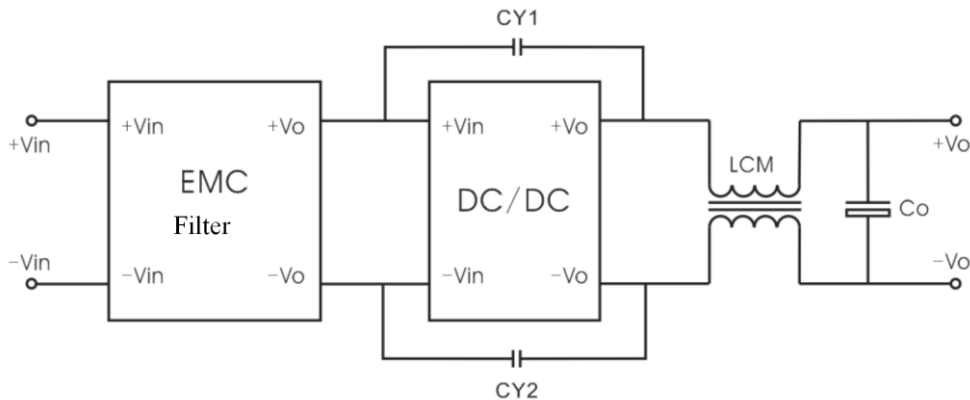 CY1
+Vin
+Vo
+Vin
+Vo
+Vin
+Vo
EMC
Filter
DC/DC
LCM
Co
−Vin
−Vo
−Vin
−Vo
−Vin
−Vo
CY2